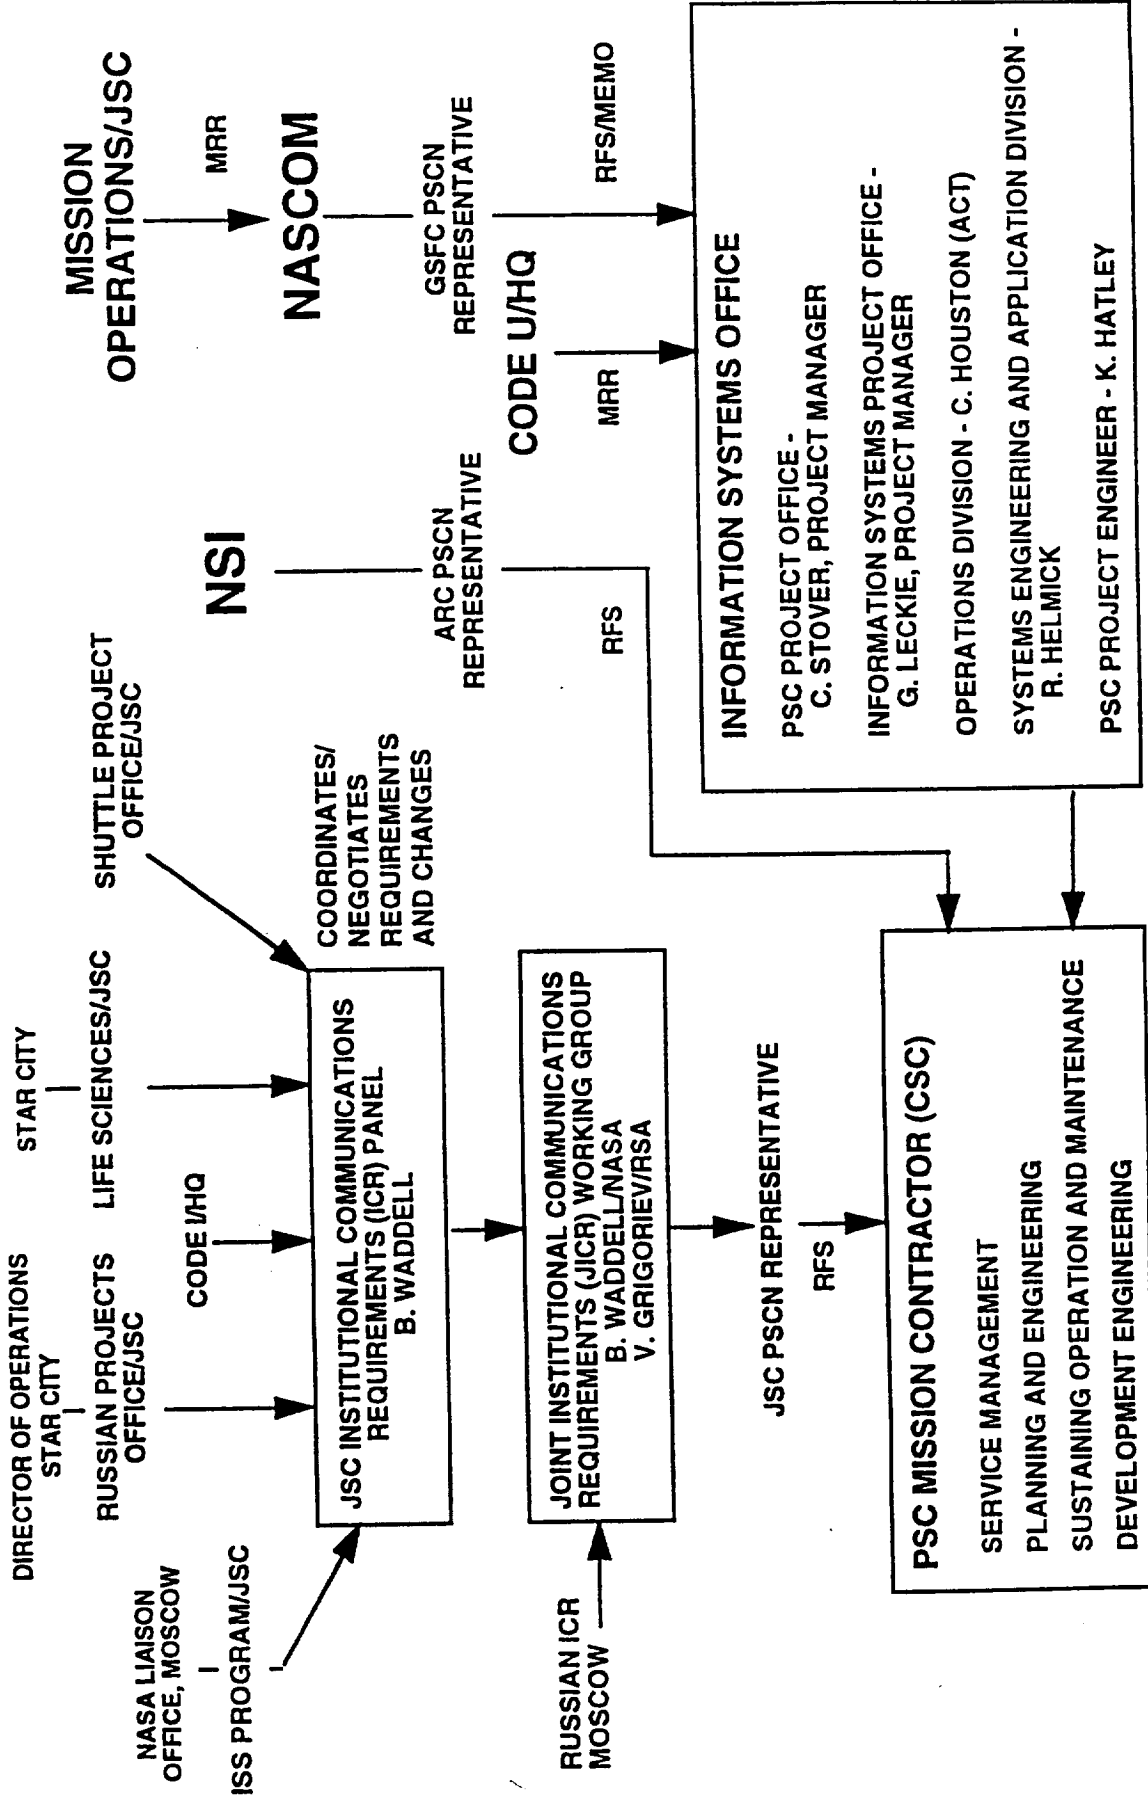 DIRECTOR OF OPERATIONS
STAR CITY
RUSSIAN PROJECTS
OFFICE/JSC
STAR CITY
LIFE SCIENCES/JSC
CODE I/HQ
SHUTTLE PROJECT
OFFICE/JSC
NASA LIAISON
OFFICE, MOSCOW
ISS PROGRAM/JSC
JSC INSTITUTIONAL COMMUNICATIONS
REQUIREMENTS (ICR) PANEL
B. WADDELL
COORDINATES/
NEGOTIATES
REQUIREMENTS
AND CHANGES
RUSSIAN ICR
MOSCOW
JOINT INSTITUTIONAL COMMUNICATIONS
REQUIREMENTS (JICR) WORKING GROUP
B. WADDELL/NASA
V. GRIGORIEV/RSA
JSC PSCN REPRESENTATIVE
RFS
PSC MISSION CONTRACTOR (CSC)
SERVICE MANAGEMENT
PLANNING AND ENGINEERING
SUSTAINING OPERATION AND MAINTENANCE
DEVELOPMENT ENGINEERING
NSI
ARC PSCN
REPRESENTATIVE
RFS
MISSION
OPERATIONS/JSC
MRR
NASCOM
GSFC PSCN
REPRESENTATIVE
RFS/MEMO
CODE U/HQ
MRR
INFORMATION SYSTEMS OFFICE
PSC PROJECT OFFICE -
C. STOVER, PROJECT MANAGER
INFORMATION SYSTEMS PROJECT OFFICE -
G. LECKIE, PROJECT MANAGER
OPERATIONS DIVISION - C. HOUSTON (ACT)
SYSTEMS ENGINEERING AND APPLICATION DIVISION -
R. HELMICK
PSC PROJECT ENGINEER - K. HATLEY